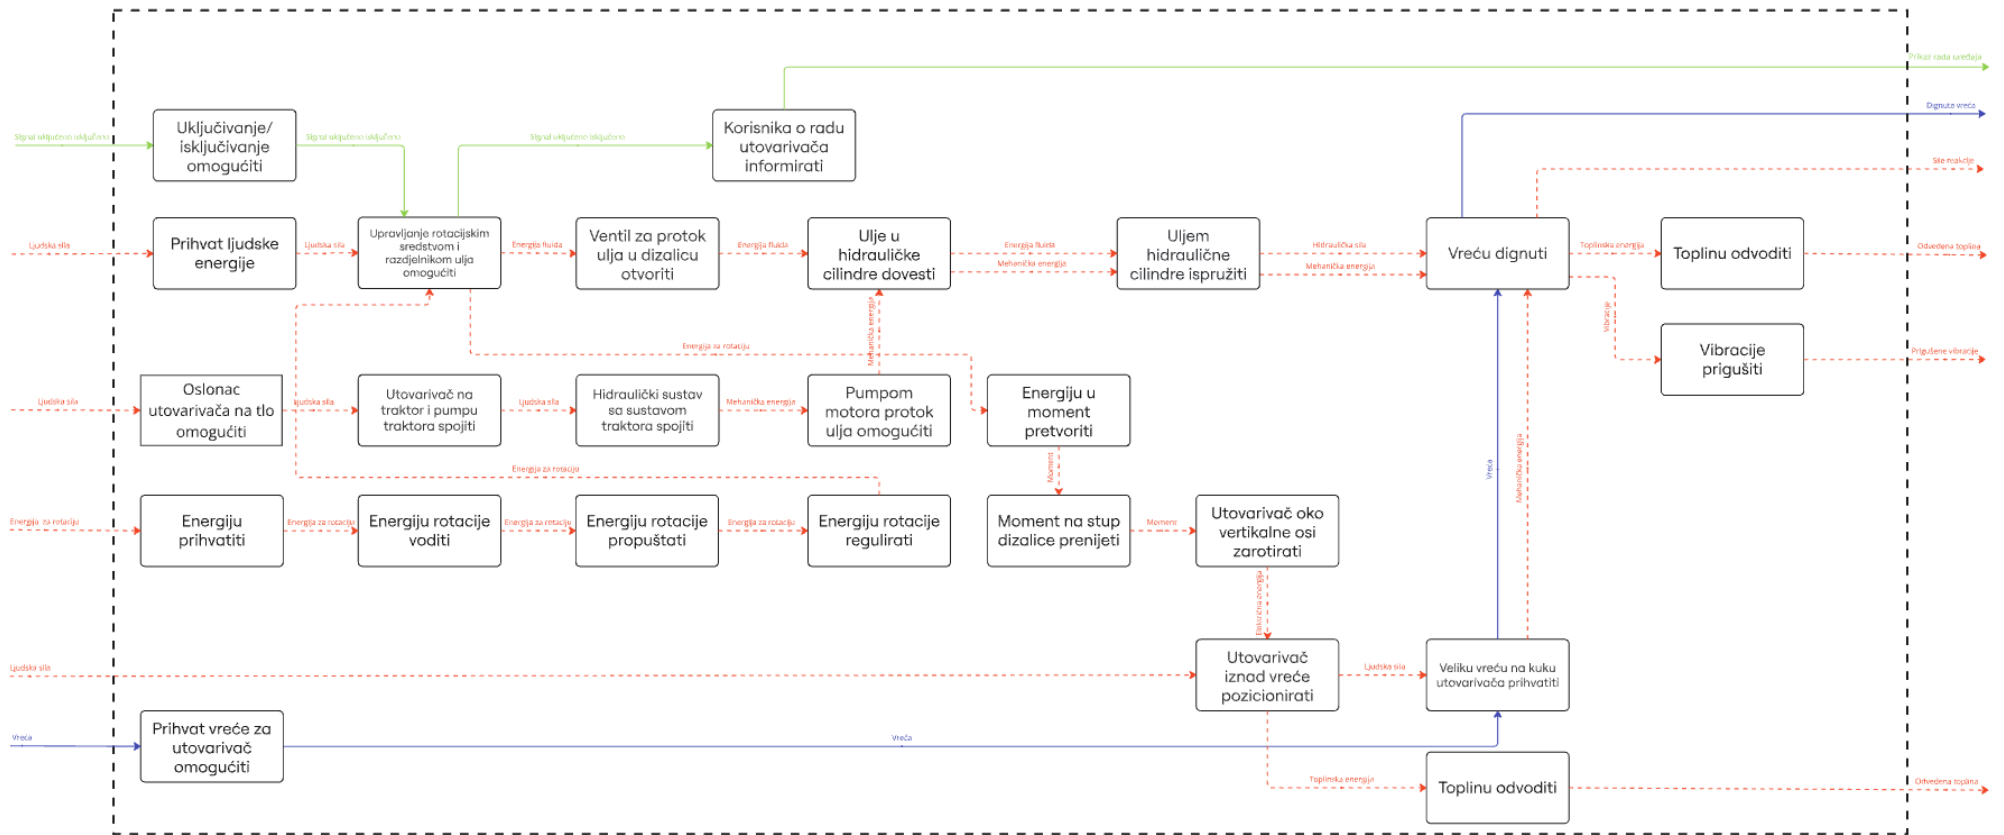 Prikaz rada uređaja
Dignuta vreća
Signal uključeno isključeno
Uključivanje/
isključivanje
omogućiti
Signal uključeno isključeno
Signal uključeno isključeno
Korisnika o radu
utovarivača
informirati
Sile reakcije
Ljudska sila
Prihvat ljudske
energije
Ljudska sila
Upravljanje rotacijskim
sredstvom i
razdjelnikom ulja
omogućiti
Energija fluida
Ventil za protok
ulja u dizalicu
otvoriti
Energija fluida
Ulje u
hidrauličke
cilindre dovesti
Energija fluida
Mehanička energija
Uljem
hidraulične
cilindre ispružiti
Hidraulička sila
Mehanička energija
Vreću dignuti
Toplinska energija
Toplinu odvoditi
Odvedena toplina
Vibracije
Vibracije
prigušiti
Prigušene vibracije
Mehanička energija
Energija za rotaciju
Ljudska sila
Oslonac
utovarivača na tlo
omogućiti
Ljudska sila
Utovarivač na
traktor i pumpu
traktora spojiti
Ljudska sila
Hidraulički sustav
sa sustavom
traktora spojiti
Mehanička energija
Pumpom
motora protok
ulja omogućiti
Energiju u
moment
pretvoriti
Moment
Energija za rotaciju
Vreća
Mehanička energija
Energija za rotaciju
Energiju
prihvatiti
Energija za rotaciju
Energiju rotacije
voditi
Energija za rotaciju
Energiju rotacije
propuštati
Energija za rotaciju
Energiju rotacije
regulirati
Moment na stup
dizalice prenijeti
Moment
Utovarivač oko
vertikalne osi
zarotirati
Električna energija
Ljudska sila
Utovarivač
iznad vreće
pozicionirati
Ljudska sila
Veliku vreću na kuku
utovarivača prihvatiti
Vreća
Prihvat vreće za
utovarivač
omogućiti
Vreća
Toplinska energija
Toplinu odvoditi
Odvedena toplina